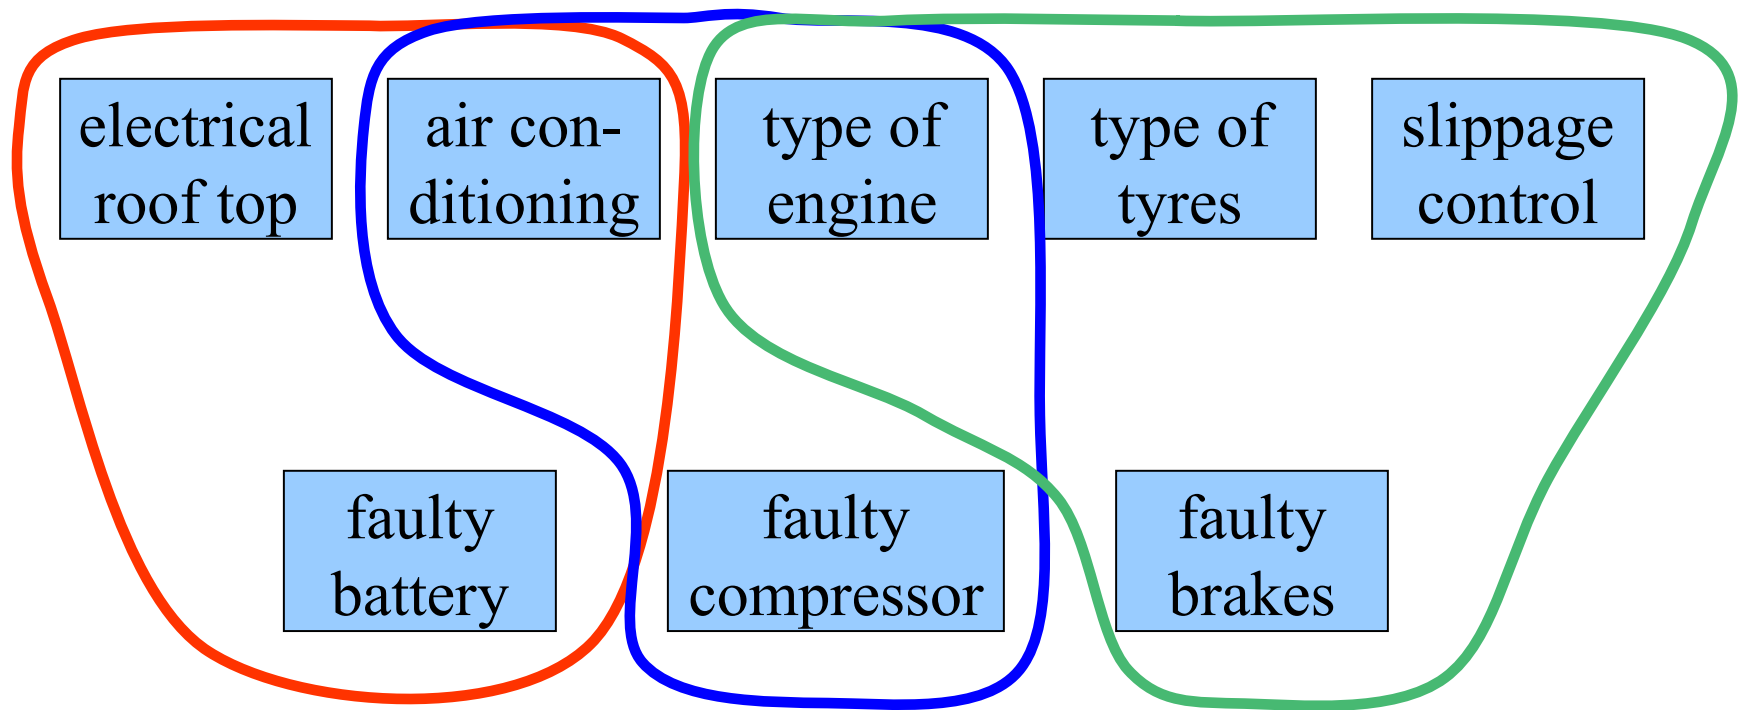 electrical
roof top
air con-
ditioning
type of
engine
type of
tyres
slippage
control
faulty
battery
faulty
compressor
faulty
brakes